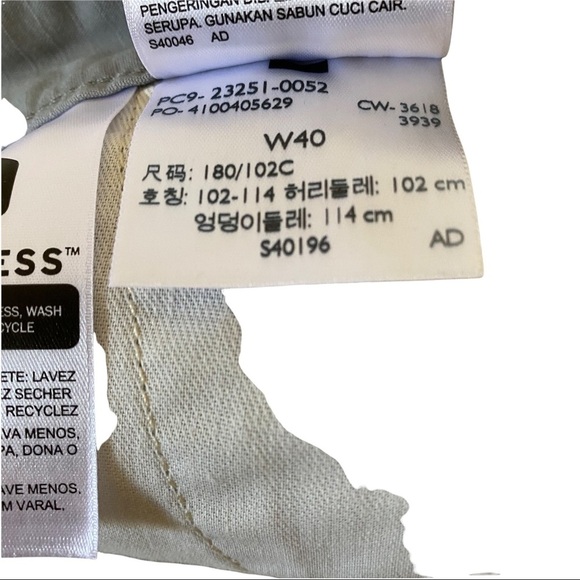 PENGERINGAN
SERUPA. GUNAKAN SABUN CUCI CAIR.
S40046 AD
PC9- 23251-0052
PO- 4100405629
CW- 3618
3939
W40
尺码: 180/102C
호칭: 102-114 허리둘레: 102 cm
엉덩이둘레: 114 cm
S40196 AD
ESS™
ESS, WASH
CYCLE
ETE: LAVEZ
Z SECHER
RECYCLEZ
AVA MENOS,
PA, DONA O
AVE MENOS.
M VARAL.